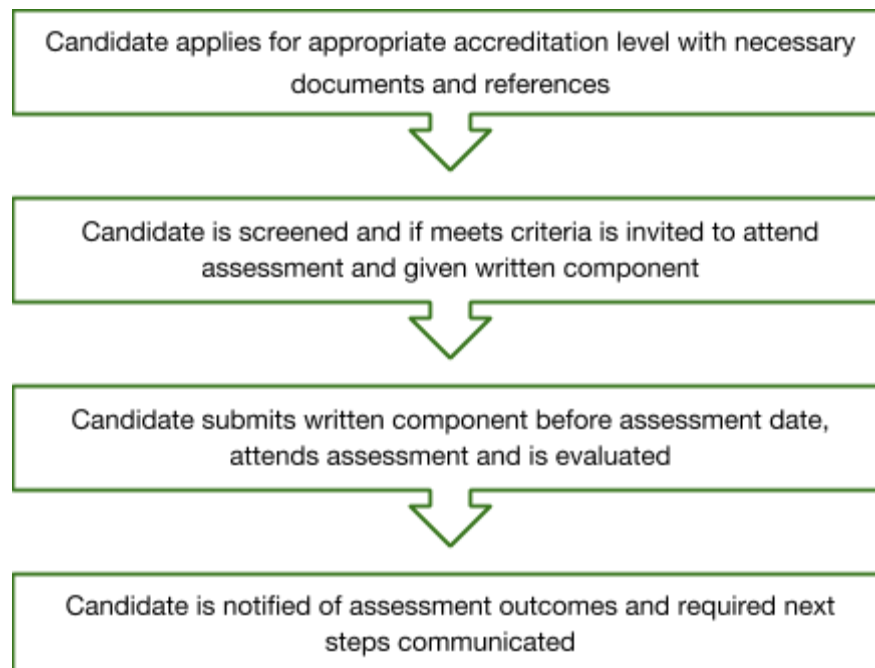 Candidate applies for appropriate accreditation level with necessary
documents and references
Candidate is screened and if meets criteria is invited to attend
assessment and given written component
Candidate submits written component before assessment date,
attends assessment and is evaluated
Candidate is notified of assessment outcomes and required next
steps communicated